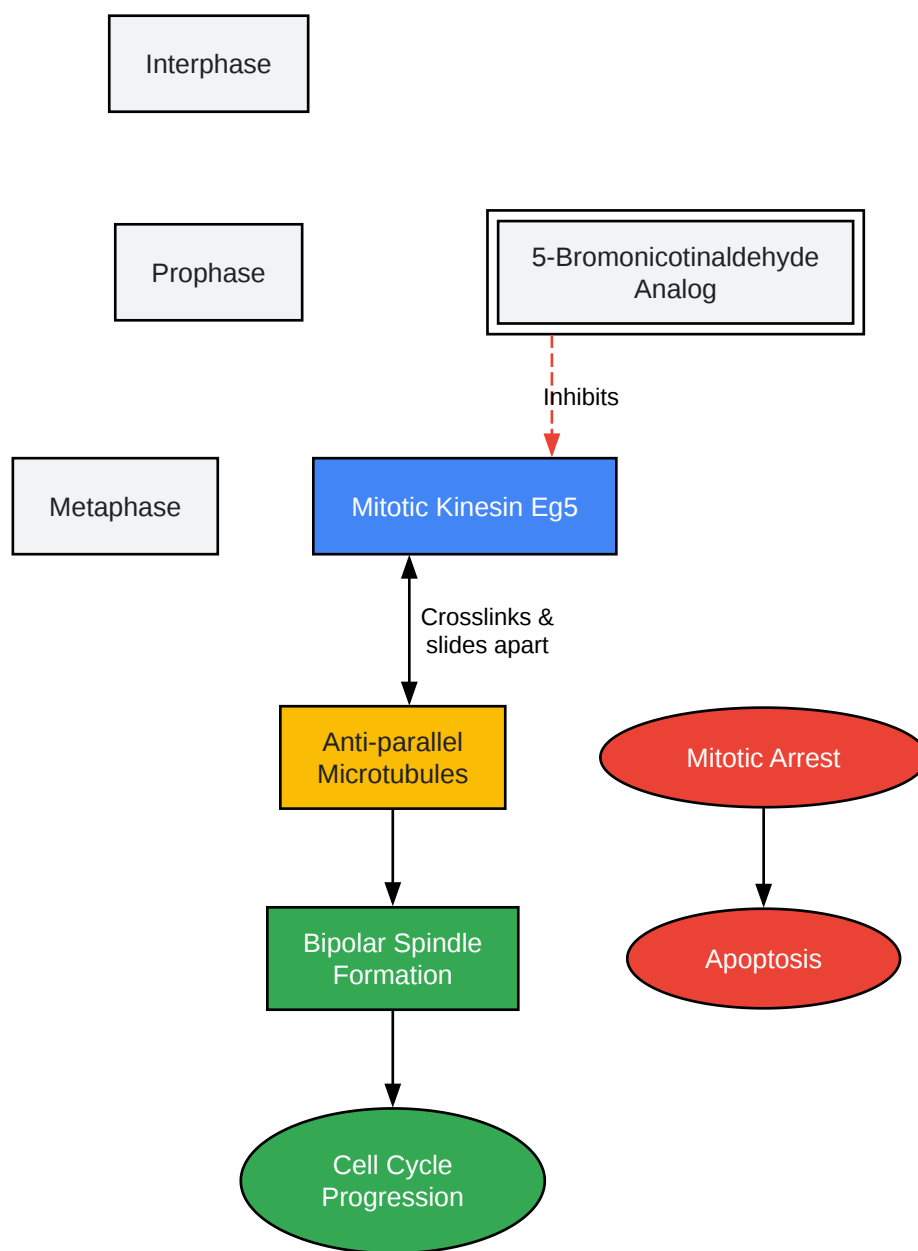 Interphase
Prophase
5-Bromonicotinaldehyde
Analog
Inhibits
Metaphase
Mitotic Kinesin Eg5
Crosslinks &
slides apart
Anti-parallel
Microtubules
Mitotic Arrest
Bipolar Spindle
Formation
Apoptosis
Cell Cycle
Progression